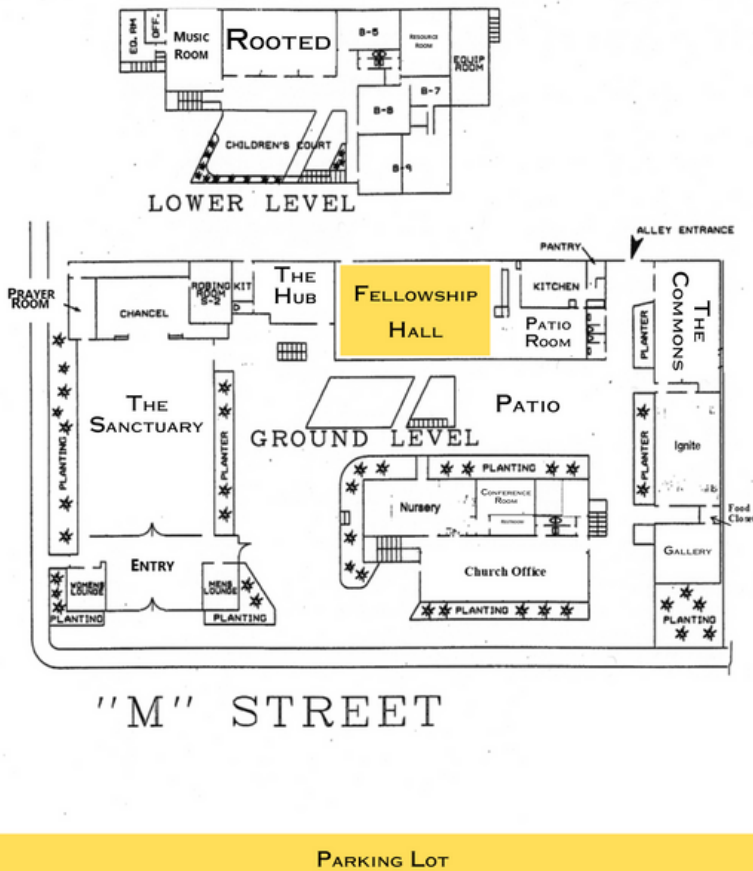 EQ. RM
OFF.
Music
Room
Rooted
B-5
Resource
Room
EQUIP
ROOM
B-7
B-8
CHILDREN'S COURT
B-9
LOWER LEVEL
ALLEY ENTRANCE
PANTRY
Prayer
Room
CHANCEL
ROBING
ROOM
S-2
KIT
The
Hub
Fellowship
Hall
KITCHEN
Patio
Room
PLANTER
The
Commons
The
Sanctuary
PLANTING
PLANTER
Patio
GROUND LEVEL
PLANTER
Ignite
PLANTING
Nursery
Conference
Room
Food
Closet
Gallery
Entry
WOMENS
LOUNGE
MENS
LOUNGE
Church Office
PLANTING
PLANTING
PLANTING
PLANTING
"M" STREET
Parking Lot